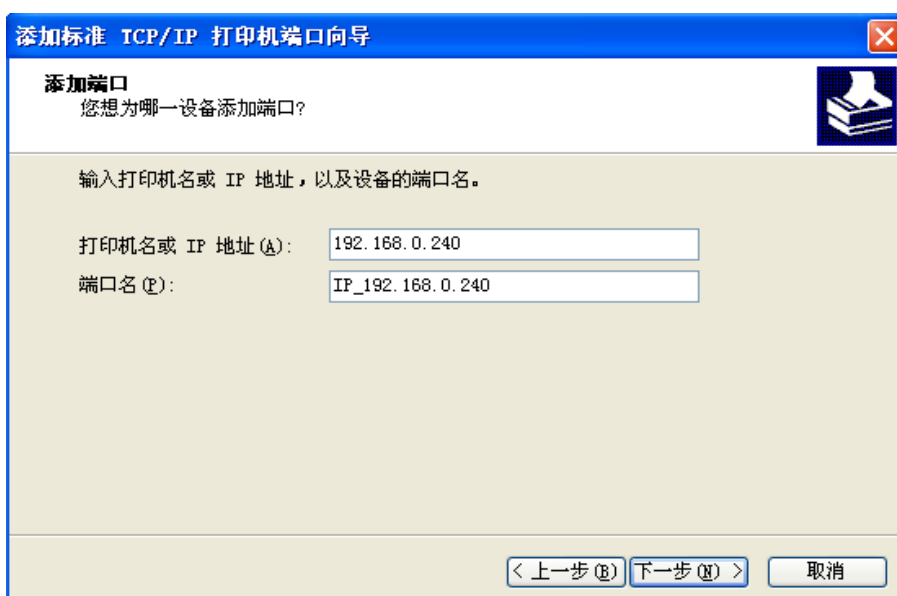 添加标准 TCP/IP 打印机端口向导
添加端口
您想为哪一设备添加端口?
输入打印机名或 IP 地址，以及设备的端口名。
打印机名或 IP 地址(A): 192.168.0.240
端口名(P): IP_192.168.0.240
< 上一步(B) 下一步(N) > 取消